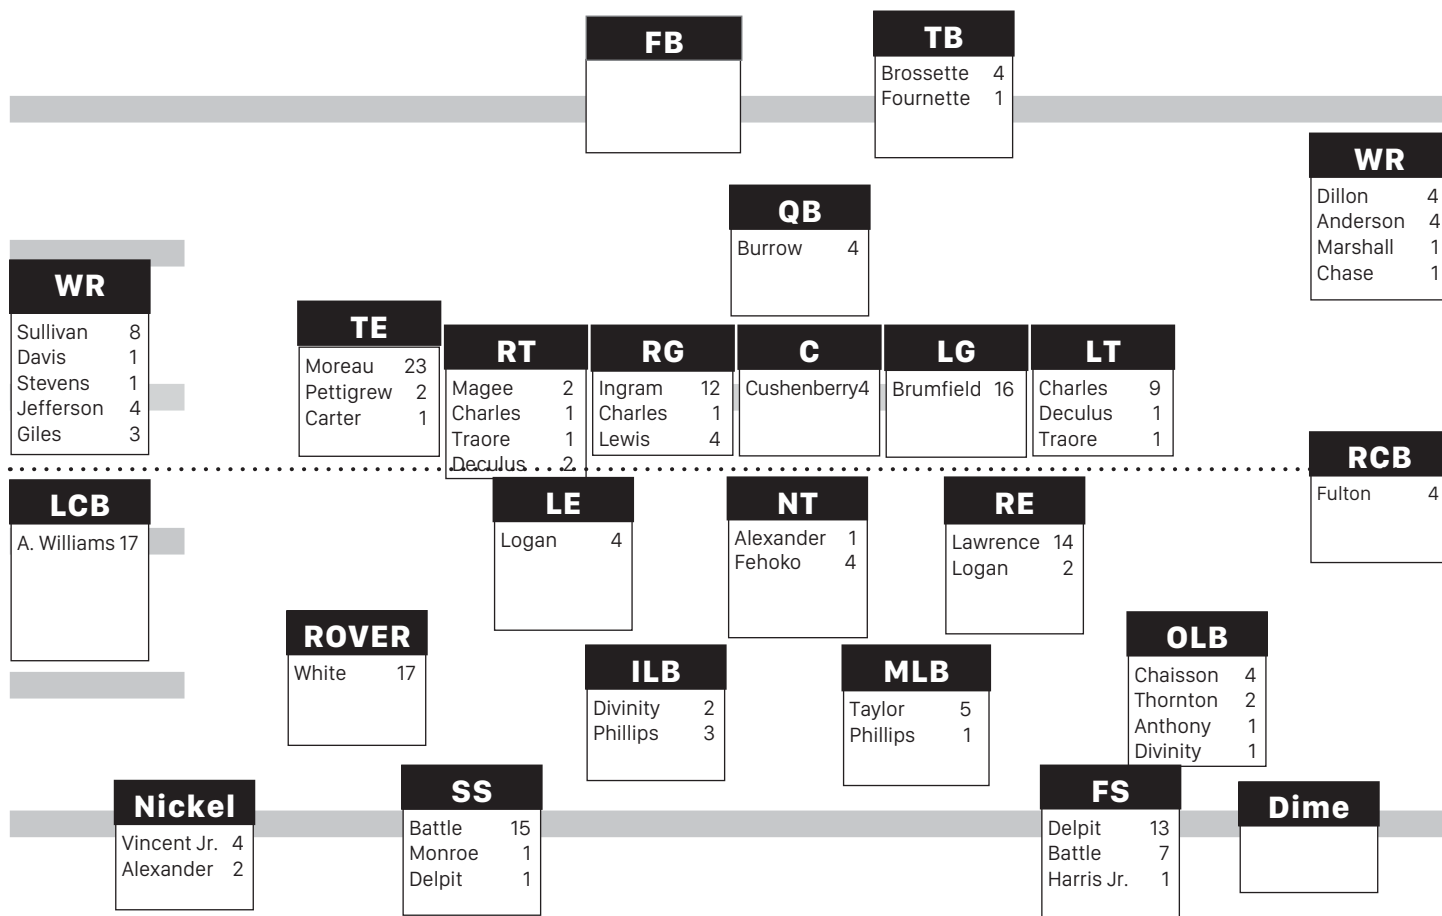 FB
TB
Brossette 4
Fournette 1
WR
Dillon 4
Anderson 4
Marshall 1
Chase 1
QB
Burrow 4
WR
Sullivan 8
Davis 1
Stevens 1
Jefferson 4
Giles 3
TE
Moreau 23
Pettigrew 2
Carter 1
RT
Magee 2
Charles 1
Traore 1
Deculus 2
RG
Ingram 12
Charles 1
Lewis 4
C
Cushenberry4
LG
Brumfield 16
LT
Charles 9
Deculus 1
Traore 1
RCB
Fulton 4
LCB
A. Williams 17
LE
Logan 4
NT
Alexander 1
Fehoko 4
RE
Lawrence 14
Logan 2
ROVER
White 17
ILB
Divinity 2
Phillips 3
MLB
Taylor 5
Phillips 1
OLB
Chaisson 4
Thornton 2
Anthony 1
Divinity 1
Nickel
Vincent Jr. 4
Alexander 2
SS
Battle 15
Monroe 1
Delpit 1
FS
Delpit 13
Battle 7
Harris Jr. 1
Dime